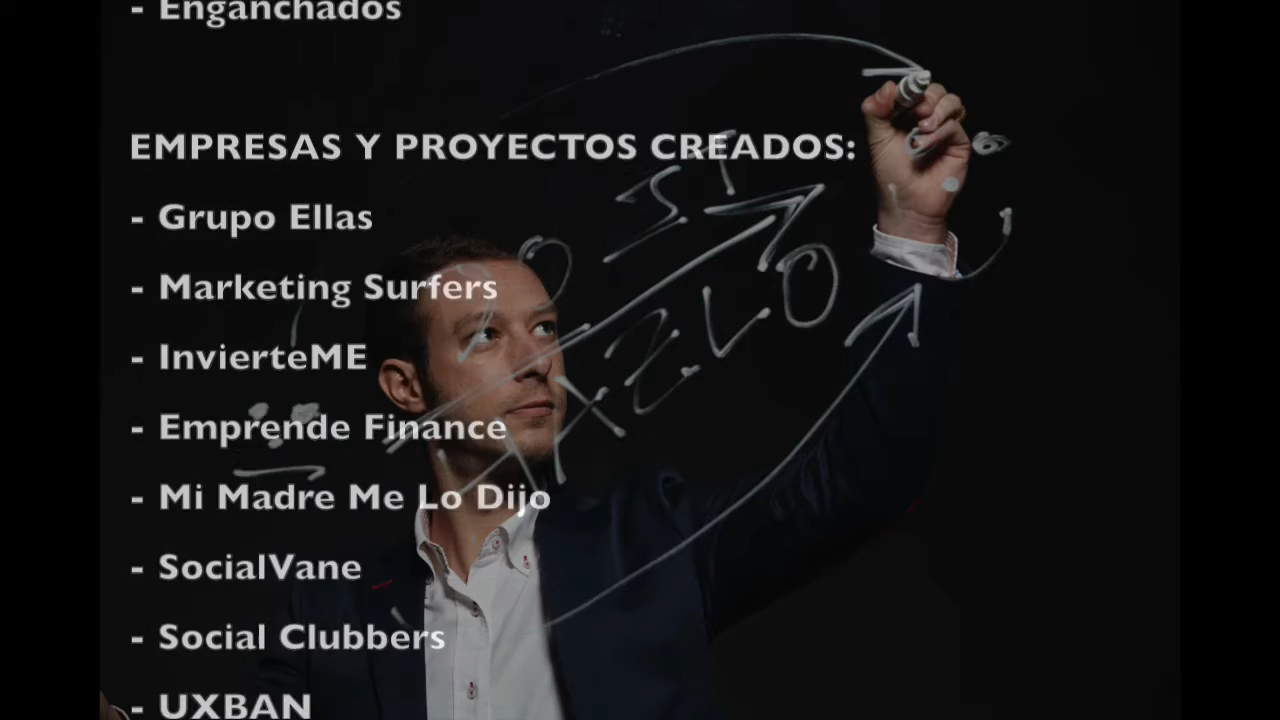 - Enganchados
EMPRESAS Y PROYECTOS CREADOS:
- Grupo Ellas
- Marketing Surfers
- InvierteME
- Emprende Finance
- Mi Madre Me Lo Dijo
- SocialVane
- Social Clubbers
- UXBAN